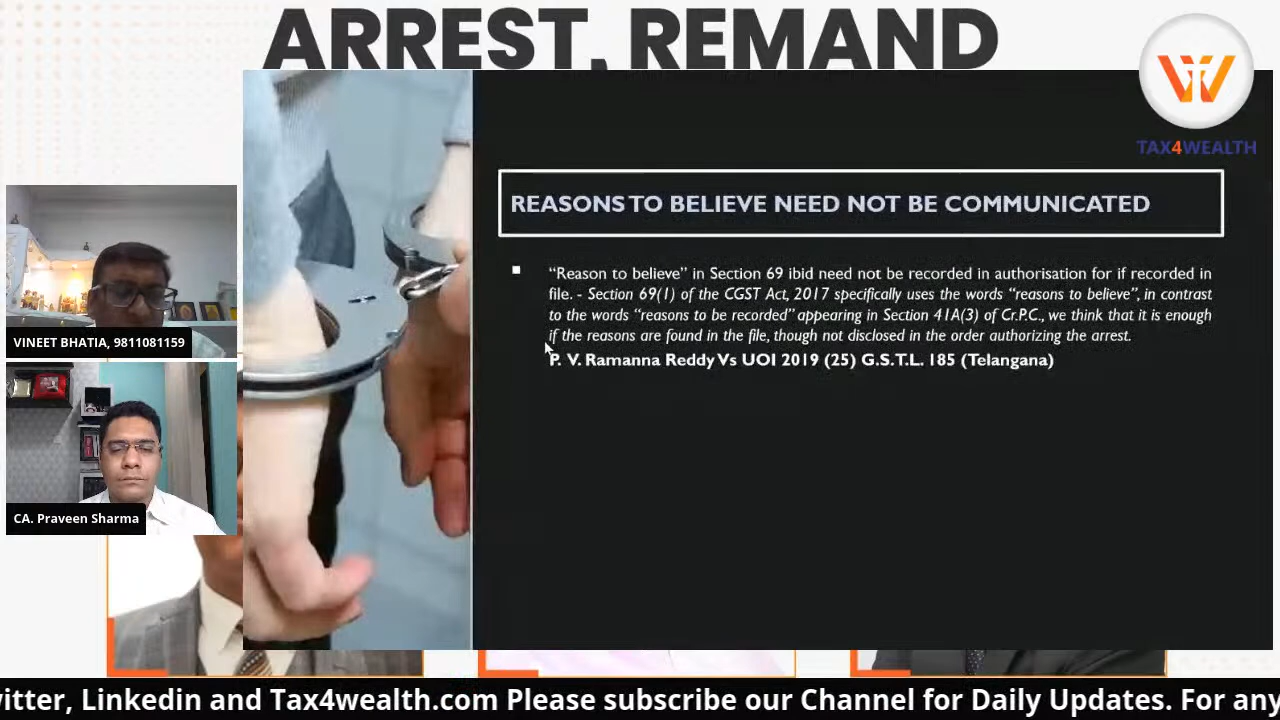 ARREST, REMAND
TAX4WEALTH
REASONS TO BELIEVE NEED NOT BE COMMUNICATED
“Reason to believe” in Section 69 ibid need not be recorded in authorisation for if recorded in
file. - Section 69(1) of the CGST Act, 2017 specifically uses the words “reasons to believe”, in contrast
to the words “reasons to be recorded” appearing in Section 41A(3) of Cr.P.C., we think that it is enough
if the reasons are found in the file, though not disclosed in the order authorizing the arrest.
P. V. Ramanna Reddy Vs UOI 2019 (25) G.S.T.L. 185 (Telangana)
VINEET BHATIA, 9811081159
CA. Praveen Sharma
witter, Linkedin and Tax4wealth.com Please subscribe our Channel for Daily Updates. For any